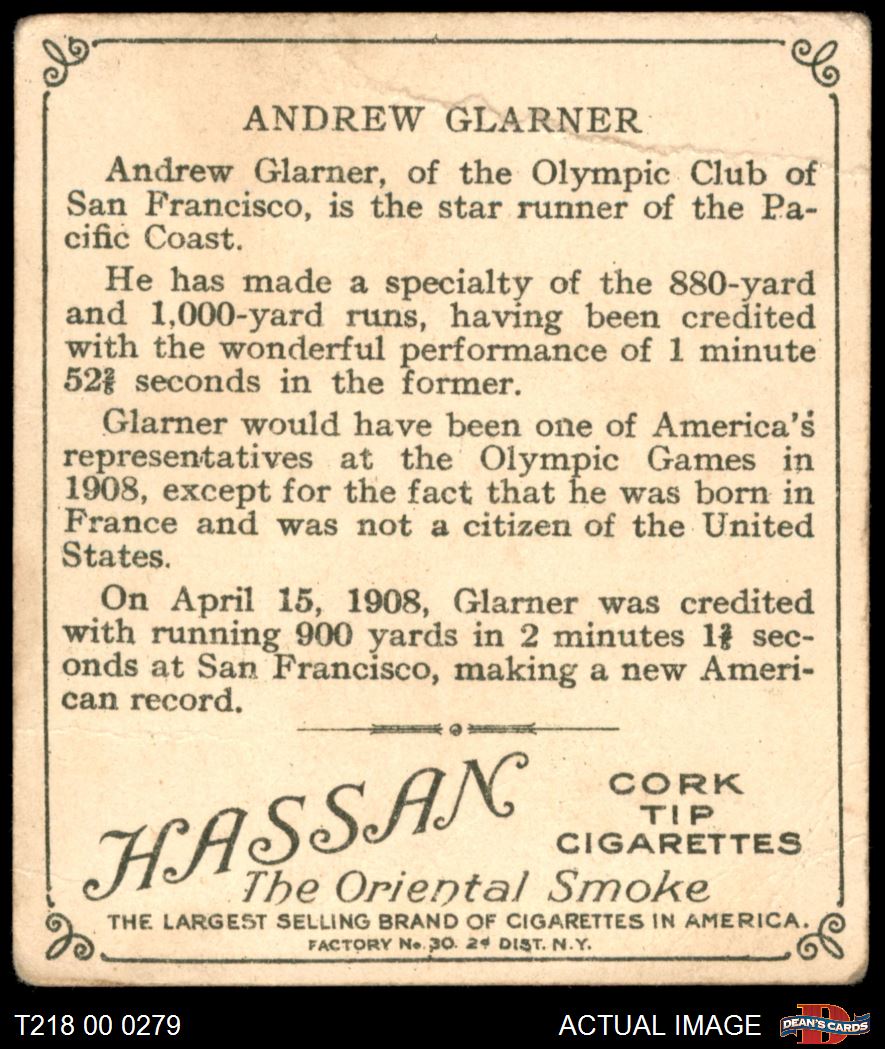 ANDREW GLARNER
Andrew Glarner, of the Olympic Club of
San Francisco, is the star runner of the Pa-
cific Coast.
He has made a specialty of the 880-yard
and 1,000-yard runs, having been credited
with the wonderful performance of 1 minute
52⅖ seconds in the former.
Glarner would have been one of America's
representatives at the Olympic Games in
1908, except for the fact that he was born in
France and was not a citizen of the United
States.
On April 15, 1908, Glarner was credited
with running 900 yards in 2 minutes 1⅖ sec-
onds at San Francisco, making a new Ameri-
can record.
HASSAN
CORK
TIP
CIGARETTES
The Oriental Smoke
THE LARGEST SELLING BRAND OF CIGARETTES IN AMERICA.
FACTORY No. 30. 2d DIST. N.Y.
T218 00 0279
ACTUAL IMAGE
D
DEAN'S CARDS